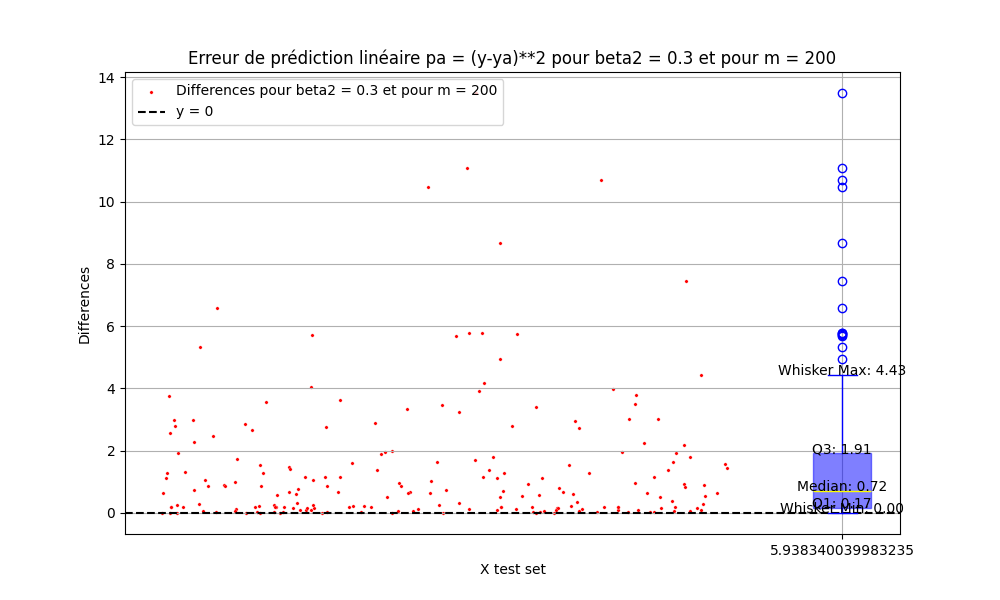 Erreur de prédiction linéaire pa = (y-ya)**2 pour beta2 = 0.3 et pour m = 200
14
12
10
8
6
4
2
0
Differences
Differences pour beta2 = 0.3 et pour m = 200
y = 0
Whisker Max: 4.43
Q3: 1.91
Median: 0.72
Q1: 0.17
Whisker Min: 0.00
5.938340039983235
X test set